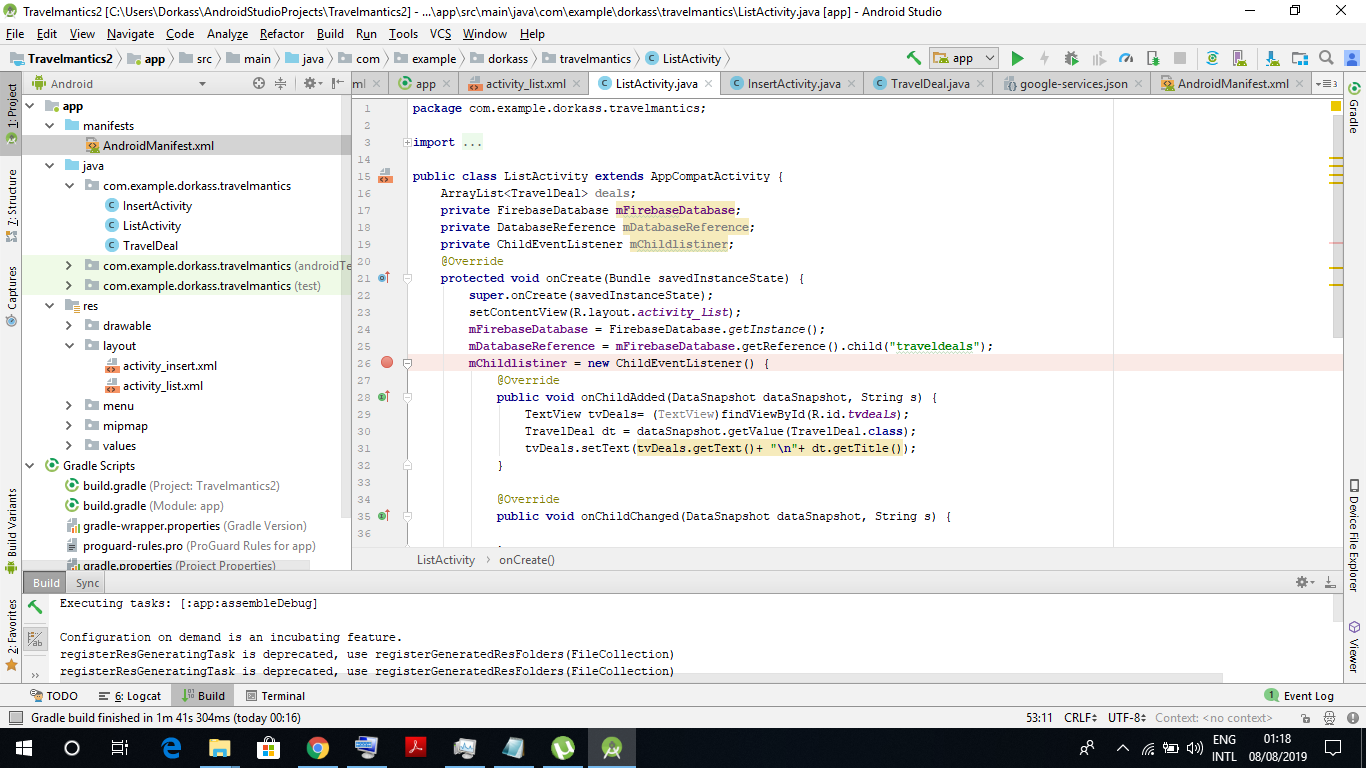 Travelmantics2 [C:\Users\Dorkass\AndroidStudioProjects\Travelmantics2] - ...\app\src\main\java\com\example\dorkass\travelmantics\ListActivity.java [app] - Android Studio
File Edit View Navigate Code Analyze Refactor Build Run Tools VCS Window Help
Travelmantics2 app src main java com example dorkass travelmantics ListActivity app
Android
ml app activity_list.xml ListActivity.java InsertActivity.java TravelDeal.java google-services.json AndroidManifest.xml
1: Project
7: Structure
Captures
Build Variants
2: Favorites
app
manifests
AndroidManifest.xml
java
com.example.dorkass.travelmantics
InsertActivity
ListActivity
TravelDeal
com.example.dorkass.travelmantics (androidTe
com.example.dorkass.travelmantics (test)
res
drawable
layout
activity_insert.xml
activity_list.xml
menu
mipmap
values
Gradle Scripts
build.gradle (Project: Travelmantics2)
build.gradle (Module: app)
gradle-wrapper.properties (Gradle Version)
proguard-rules.pro (ProGuard Rules for app)
gradle.properties (Project Properties)
1 package com.example.dorkass.travelmantics;
2
3 import ...
14
15 public class ListActivity extends AppCompatActivity {
16 ArrayList<TravelDeal> deals;
17 private FirebaseDatabase mFirebaseDatabase;
18 private DatabaseReference mDatabaseReference;
19 private ChildEventListener mChildlistiner;
20 @Override
21 protected void onCreate(Bundle savedInstanceState) {
22 super.onCreate(savedInstanceState);
23 setContentView(R.layout.activity_list);
24 mFirebaseDatabase = FirebaseDatabase.getInstance();
25 mDatabaseReference = mFirebaseDatabase.getReference().child("traveldeals");
26 mChildlistiner = new ChildEventListener() {
27 @Override
28 public void onChildAdded(DataSnapshot dataSnapshot, String s) {
29 TextView tvDeals= (TextView)findViewById(R.id.tvdeals);
30 TravelDeal dt = dataSnapshot.getValue(TravelDeal.class);
31 tvDeals.setText(tvDeals.getText()+ "\n"+ dt.getTitle());
32 }
33
34 @Override
35 public void onChildChanged(DataSnapshot dataSnapshot, String s) {
36
ListActivity onCreate()
Gradle
Device File Explorer
Viewer
Build Sync
Executing tasks: [:app:assembleDebug]
Configuration on demand is an incubating feature.
registerResGeneratingTask is deprecated, use registerGeneratedResFolders(FileCollection)
registerResGeneratingTask is deprecated, use registerGeneratedResFolders(FileCollection)
TODO 6: Logcat Build Terminal 1 Event Log
Gradle build finished in 1m 41s 304ms (today 00:16) 53:11 CRLF UTF-8 Context: <no context>
ENG 01:18
INTL 08/08/2019